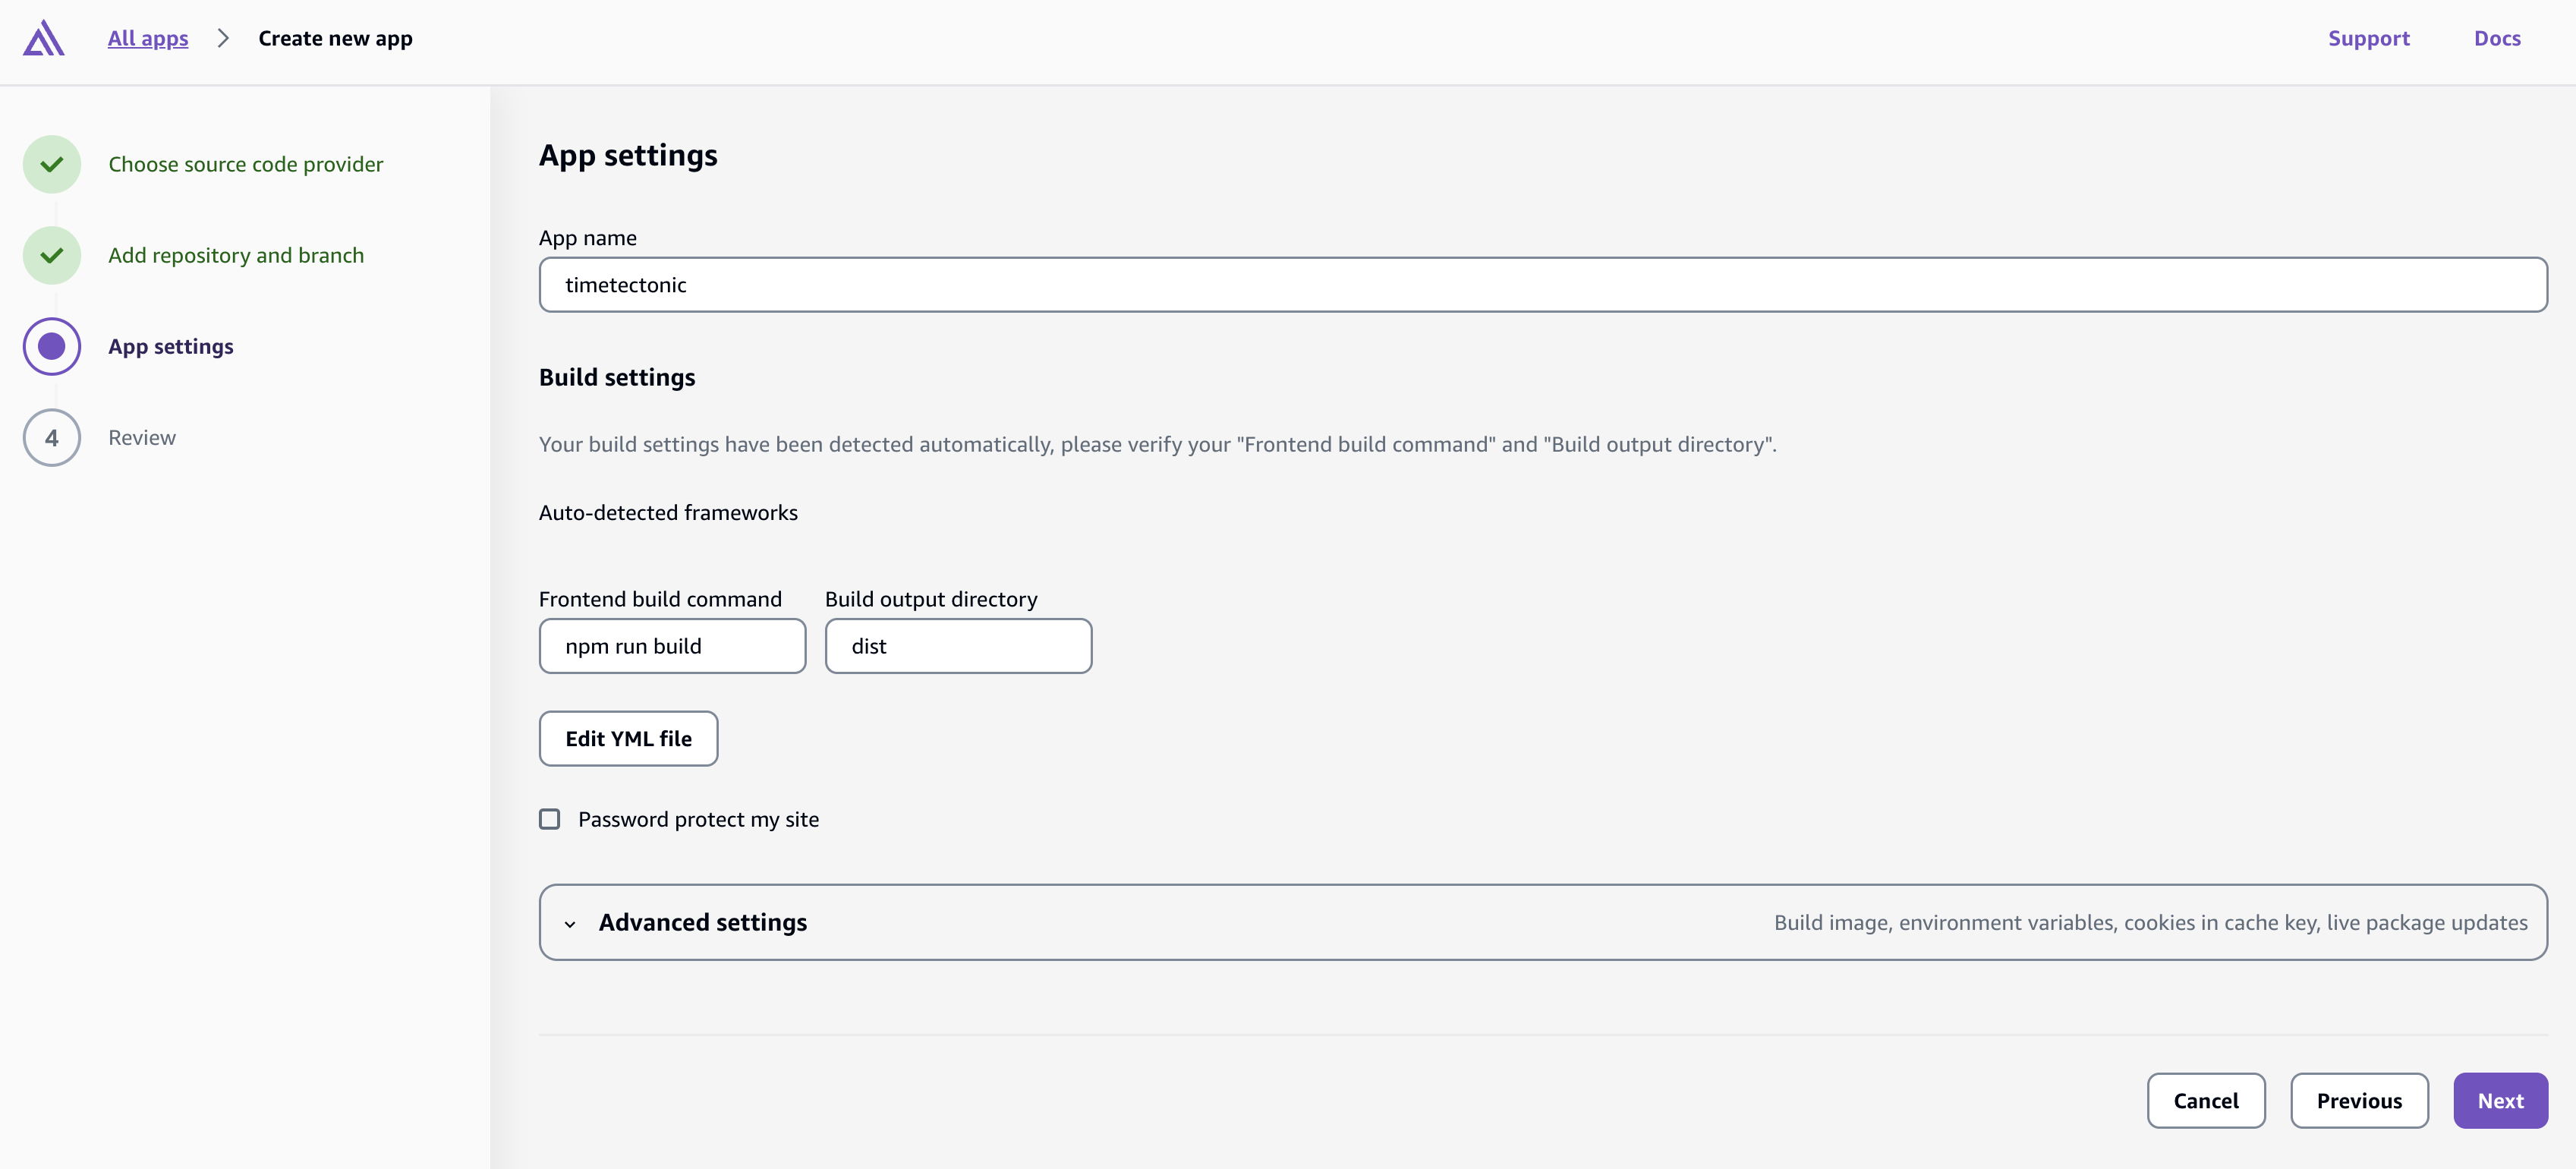 All apps
Create new app
Support
Docs
Choose source code provider
Add repository and branch
App settings
4
Review
App settings
App name
timetectonic
Build settings
Your build settings have been detected automatically, please verify your "Frontend build command" and "Build output directory".
Auto-detected frameworks
Frontend build command
Build output directory
npm run build
dist
Edit YML file
Password protect my site
Advanced settings
Build image, environment variables, cookies in cache key, live package updates
Cancel
Previous
Next